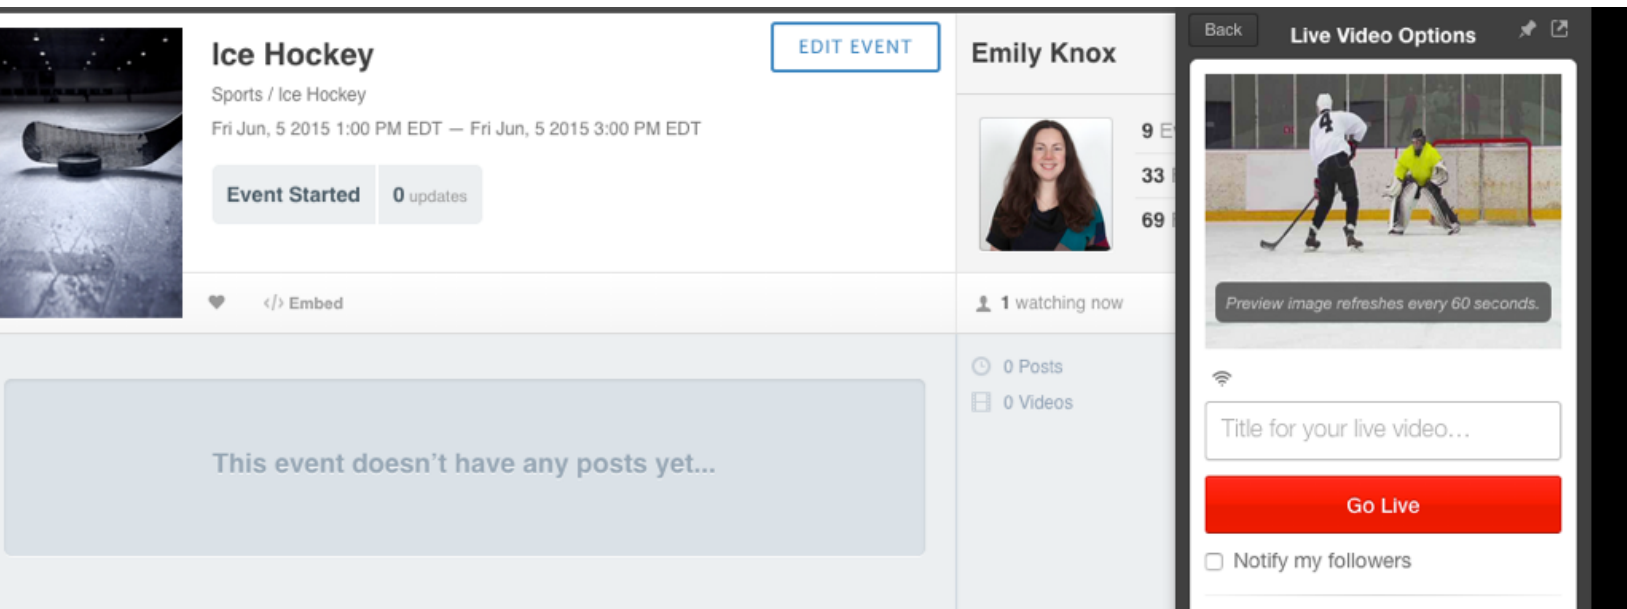 Ice Hockey
EDIT EVENT
Sports / Ice Hockey
Fri Jun, 5 2015 1:00 PM EDT — Fri Jun, 5 2015 3:00 PM EDT
Event Started
0 updates
</> Embed
This event doesn't have any posts yet...
Emily Knox
9
33
69
1 watching now
0 Posts
0 Videos
Back
Live Video Options
4
Preview image refreshes every 60 seconds.
Title for your live video...
Go Live
Notify my followers